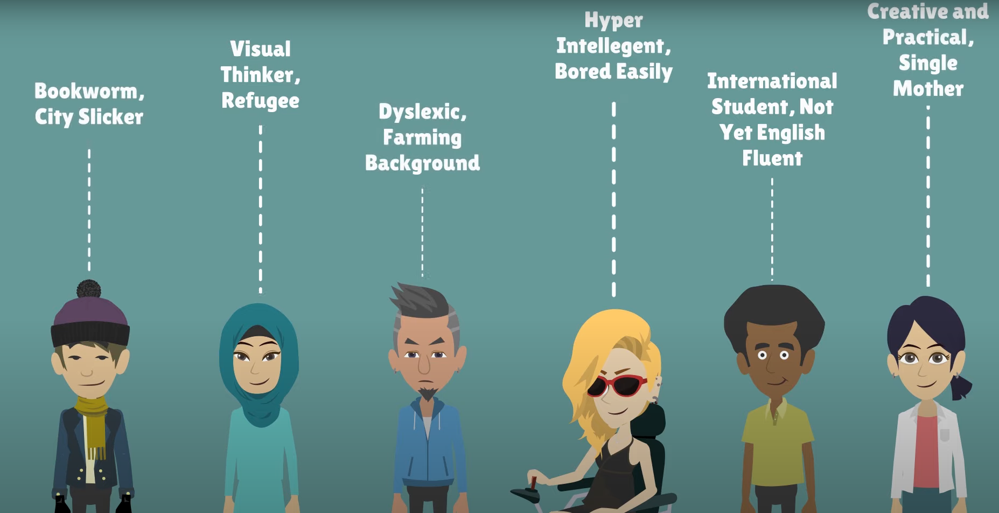 Bookworm,
City Slicker
Visual
Thinker,
Refugee
Dyslexic,
Farming
Background
Hyper
Intellegent,
Bored Easily
International
Student, Not
Yet English
Fluent
Creative and
Practical,
Single
Mother